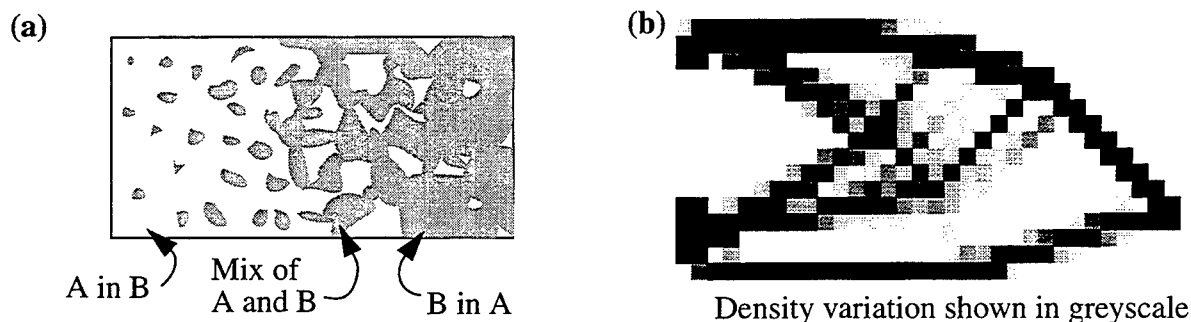 (a)
(b)
A in B
Mix of
A and B
B in A
Density variation shown in greyscale